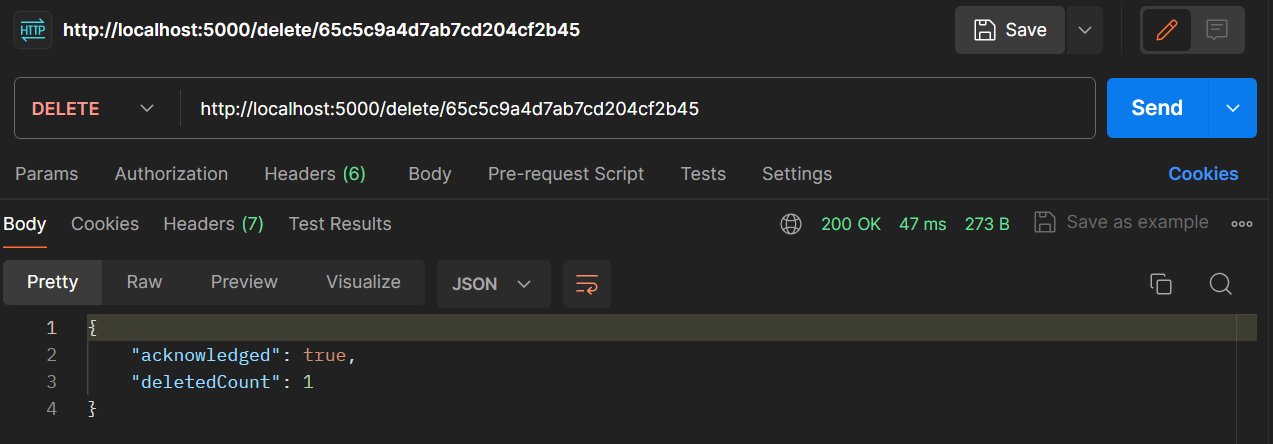 HTTP http://localhost:5000/delete/65c5c9a4d7ab7cd204cf2b45 Save
DELETE http://localhost:5000/delete/65c5c9a4d7ab7cd204cf2b45 Send
Params Authorization Headers (6) Body Pre-request Script Tests Settings Cookies
Body Cookies Headers (7) Test Results 200 OK 47 ms 273 B Save as example
Pretty Raw Preview Visualize JSON
1 {
2 "acknowledged": true,
3 "deletedCount": 1
4 }